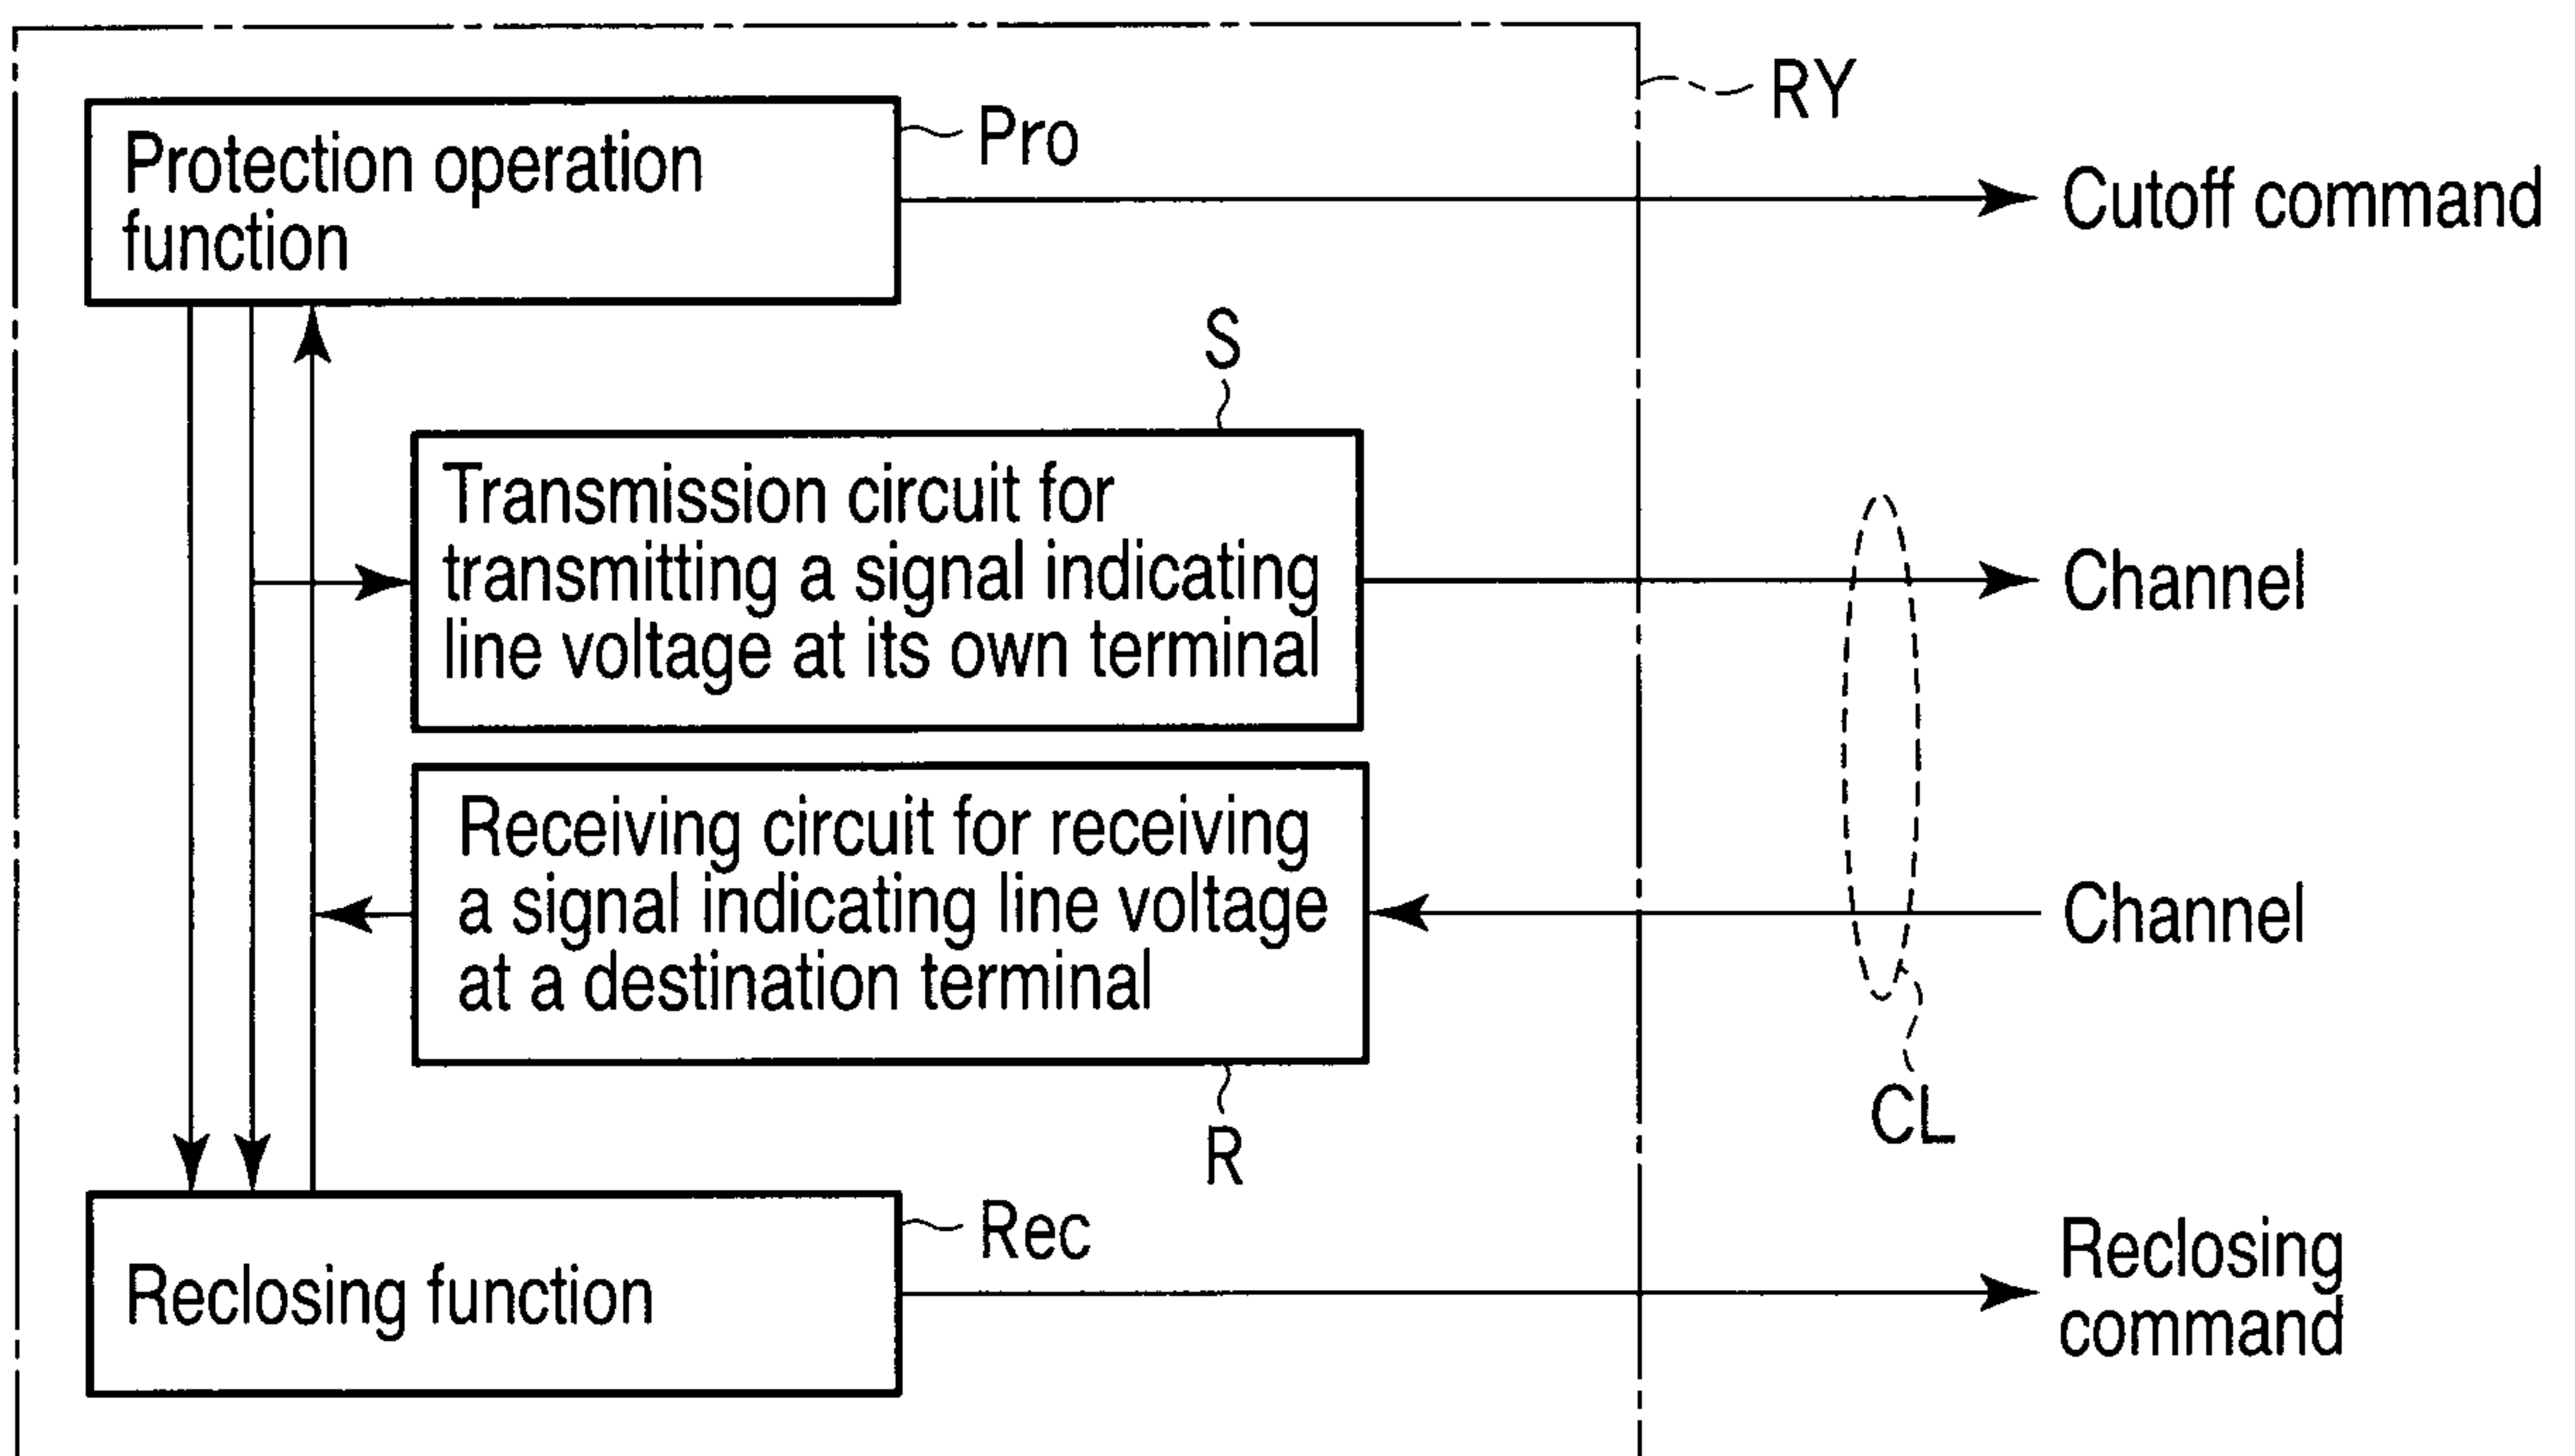 RY
Pro
Protection operation
function
Cutoff command
S
Transmission circuit for
transmitting a signal indicating
line voltage at its own terminal
Channel
Receiving circuit for receiving
a signal indicating line voltage
at a destination terminal
Channel
CL
R
Rec
Reclosing function
Reclosing
command